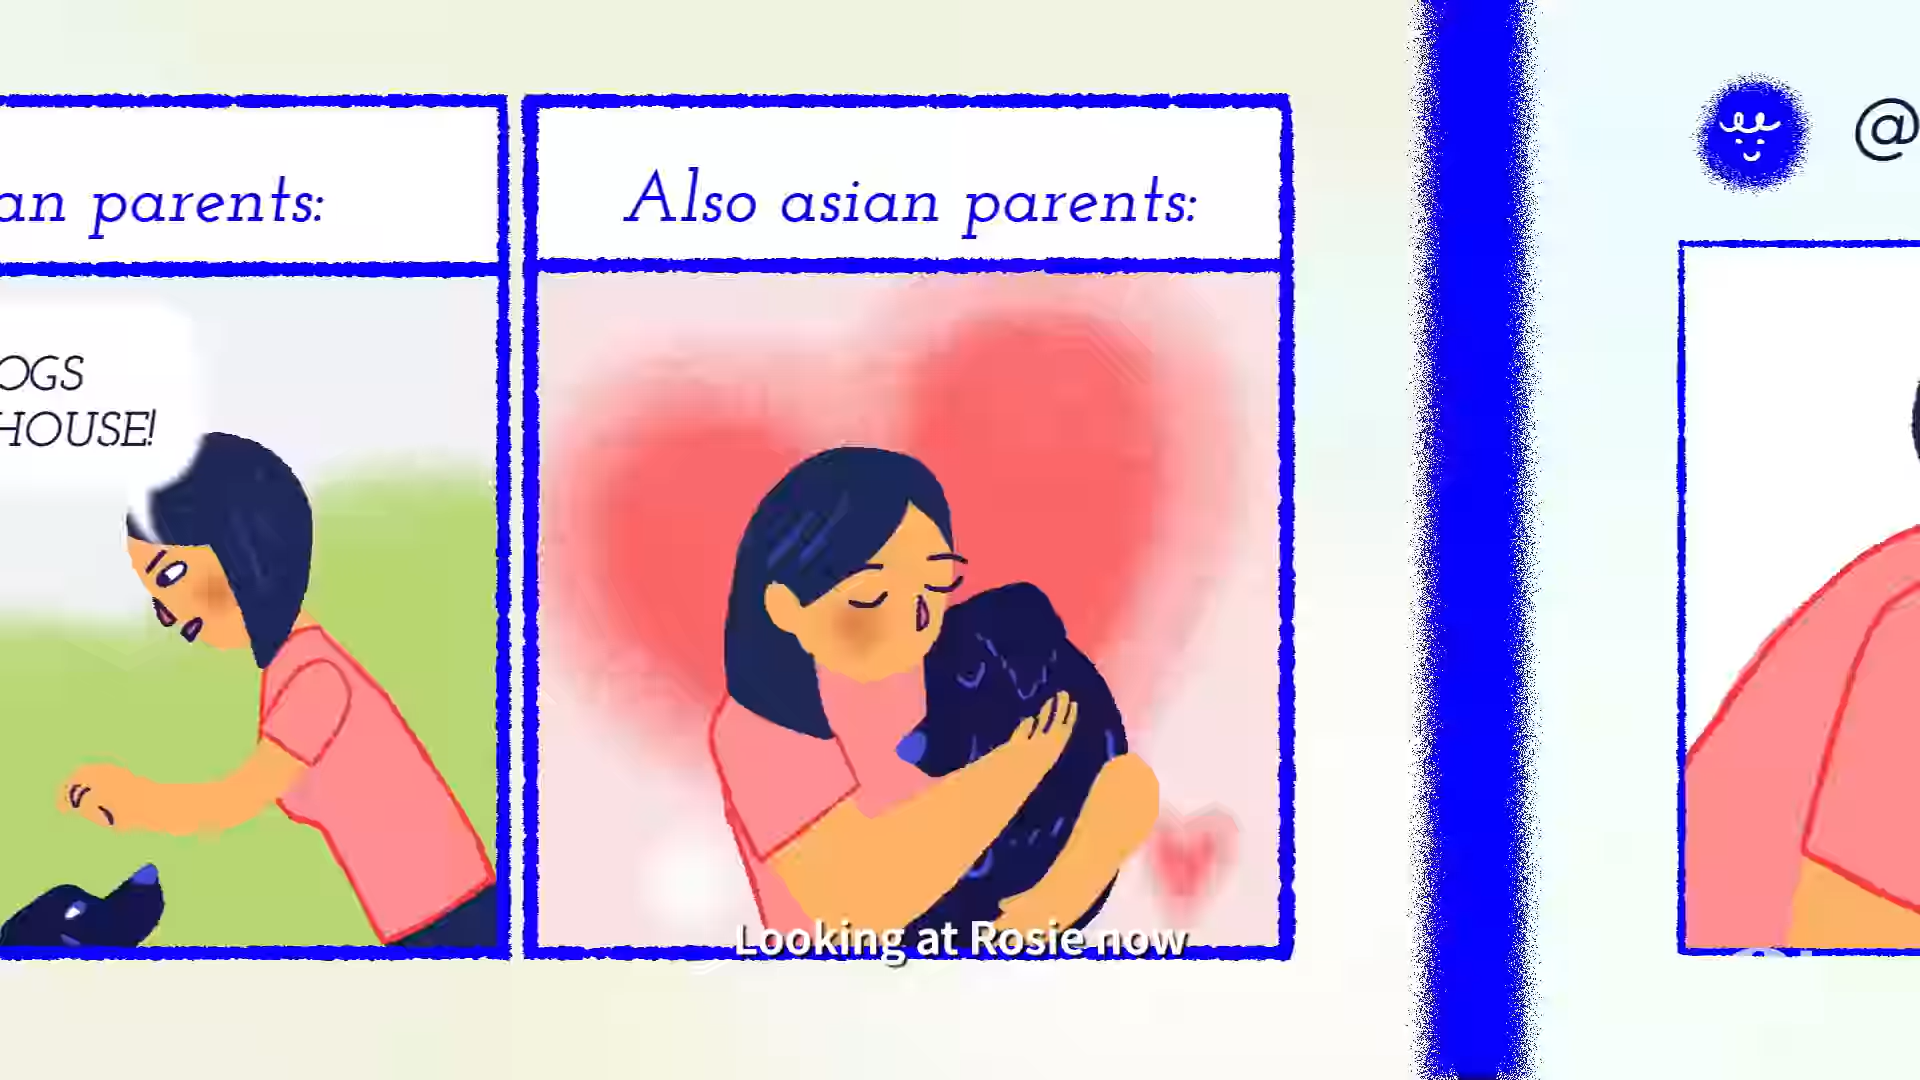 an parents:
OGS
HOUSE!
Also asian parents:
Looking at Rosie now
@